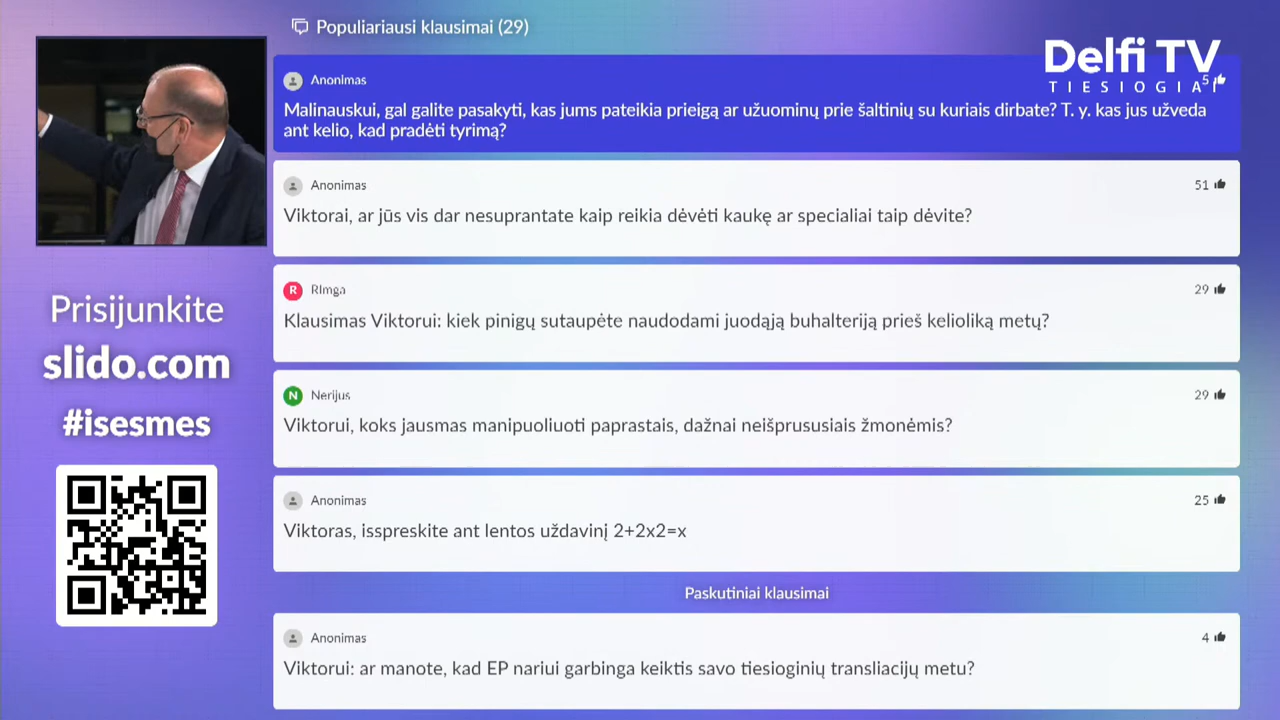 Populiariausi klausimai (29)
Delfi TV
TIESIOGIAI
Anonimas
5
Malinauskui, gal galite pasakyti, kas jums pateikia prieigą ar užuominų prie šaltinių su kuriais dirbate? T. y. kas jus užveda
ant kelio, kad pradėti tyrimą?
Anonimas
51
Viktorai, ar jūs vis dar nesuprantate kaip reikia dėvėti kaukę ar specialiai taip dėvite?
R
RImga
29
Klausimas Viktorui: kiek pinigų sutaupėte naudodami juodąją buhalteriją prieš kelioliką metų?
N
Nerijus
29
Viktorui, koks jausmas manipuoliuoti paprastais, dažnai neišprususiais žmonėmis?
Anonimas
25
Viktoras, isspreskite ant lentos uždavinį 2+2x2=x
Paskutiniai klausimai
Anonimas
4
Viktorui: ar manote, kad EP nariui garbinga keiktis savo tiesioginių transliacijų metu?
Prisijunkite
slido.com
#isesmes